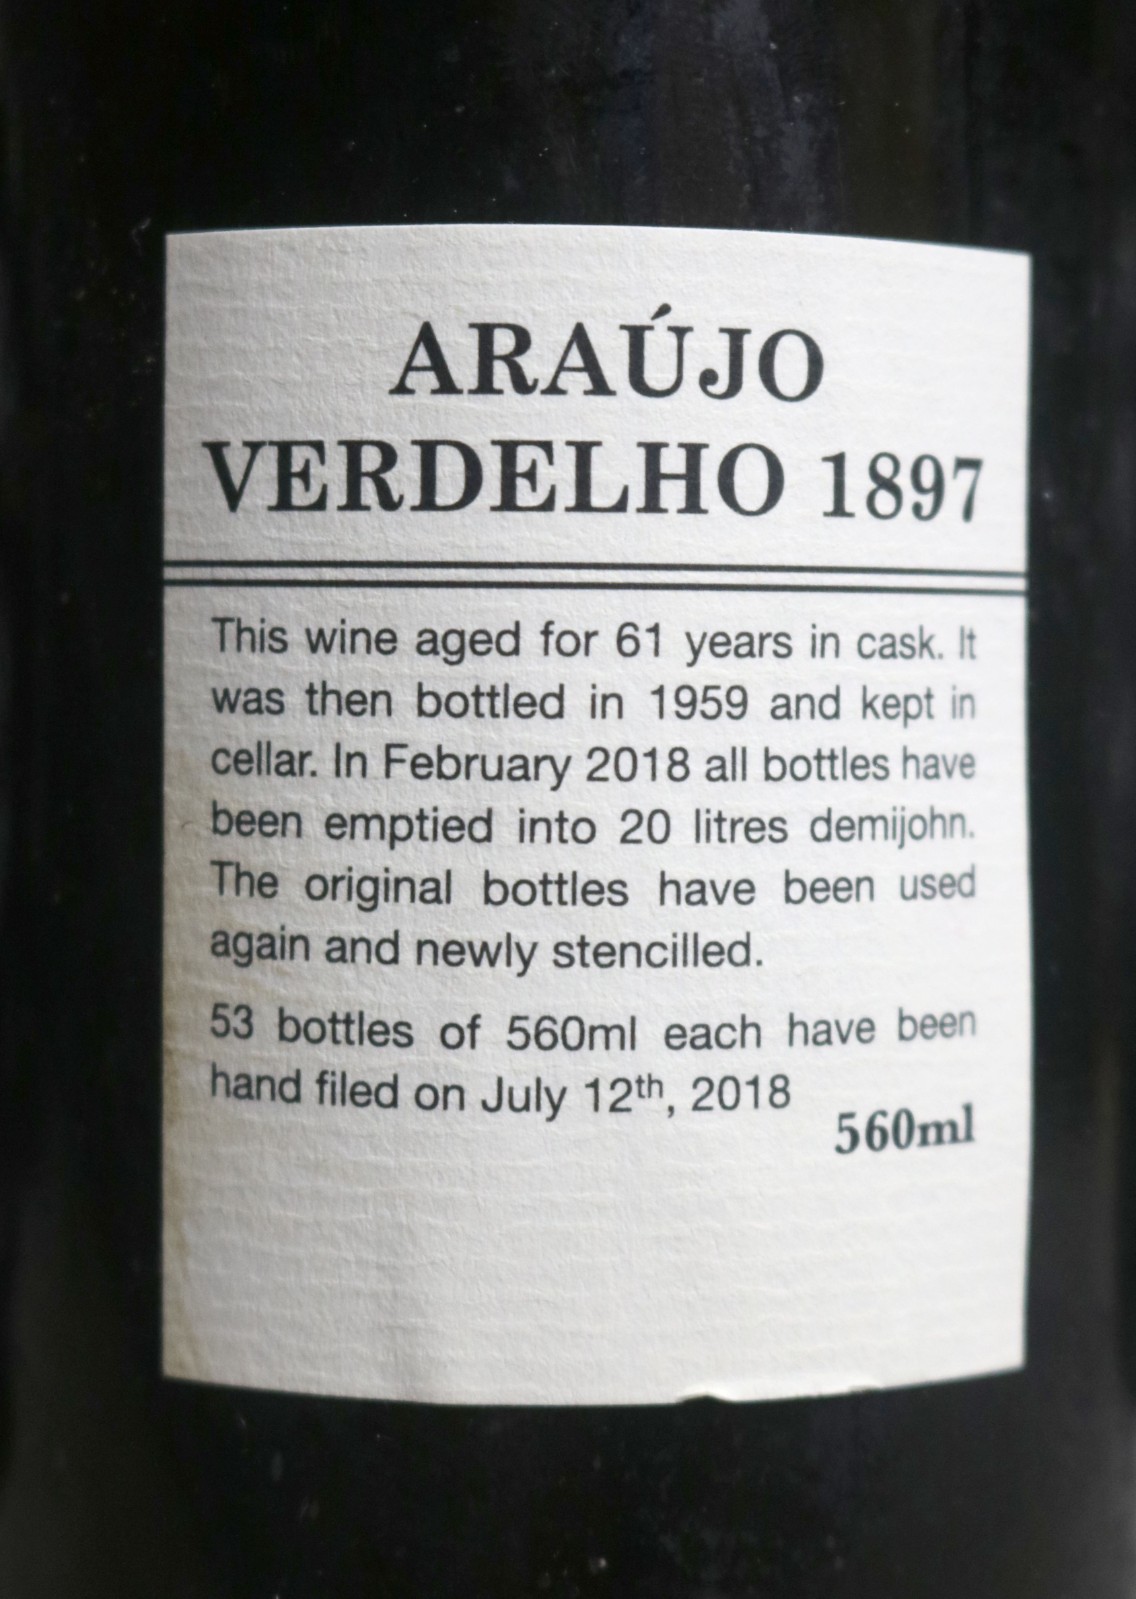 ARAÚJO
VERDELHO 1897
This wine aged for 61 years in cask. It
was then bottled in 1959 and kept in
cellar. In February 2018 all bottles have
been emptied into 20 litres demijohn.
The original bottles have been used
again and newly stencilled.
53 bottles of 560ml each have been
hand filed on July 12th, 2018
560ml